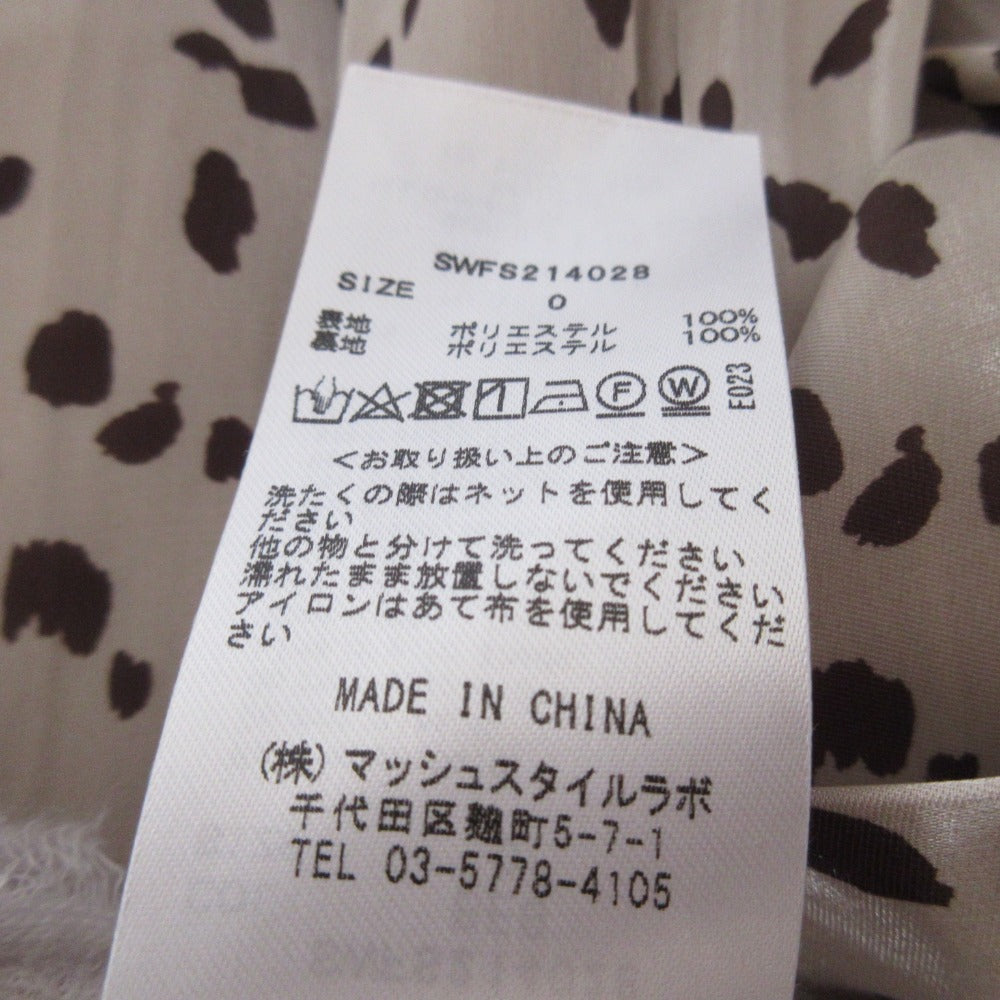 SWFS214028
SIZE 0
表地 ポリエステル 100%
裏地 ポリエステル 100%
F W E023
<お取り扱い上のご注意>
洗たくの際はネットを使用してく
ださい
他の物と分けて洗ってください
濡れたまま放置しないでください
アイロンはあて布を使用してくだ
さい
MADE IN CHINA
(株)マッシュスタイルラボ
千代田区麹町5-7-1
TEL 03-5778-4105